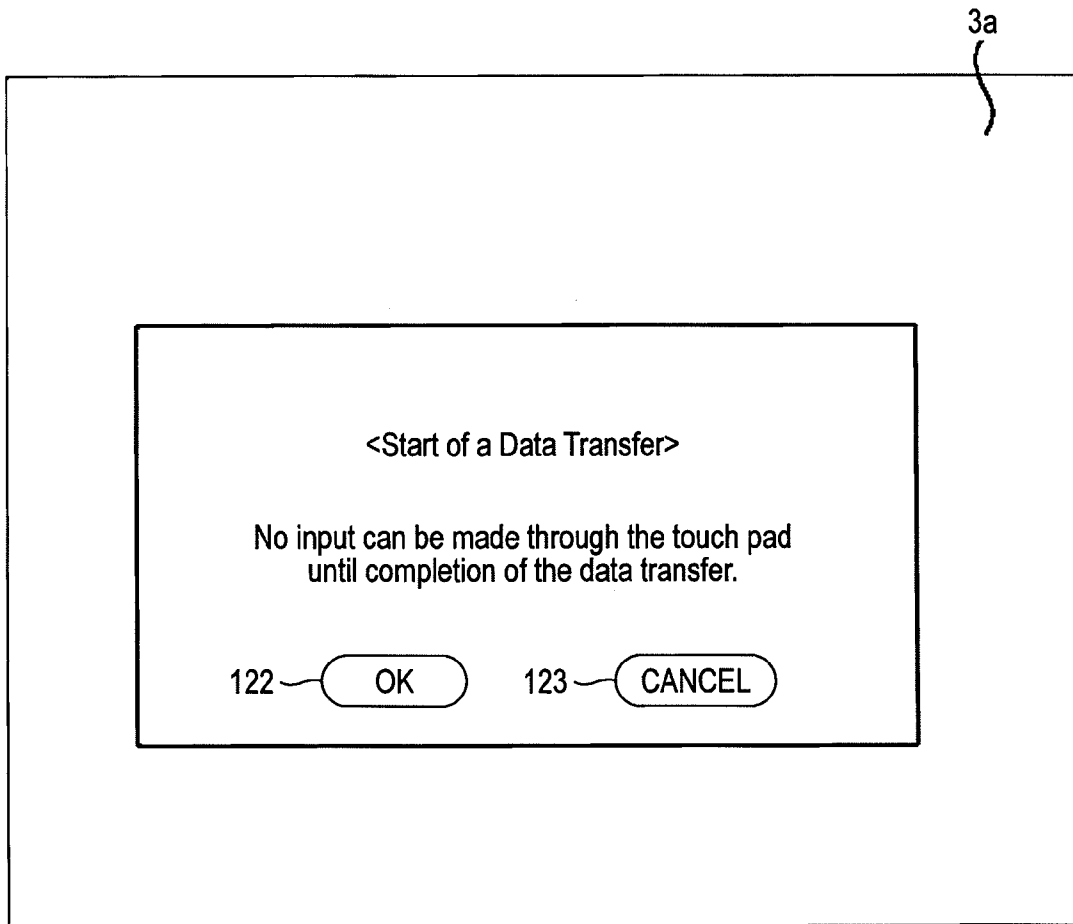 3a
<Start of a Data Transfer>
No input can be made through the touch pad
until completion of the data transfer.
122 OK 123 CANCEL